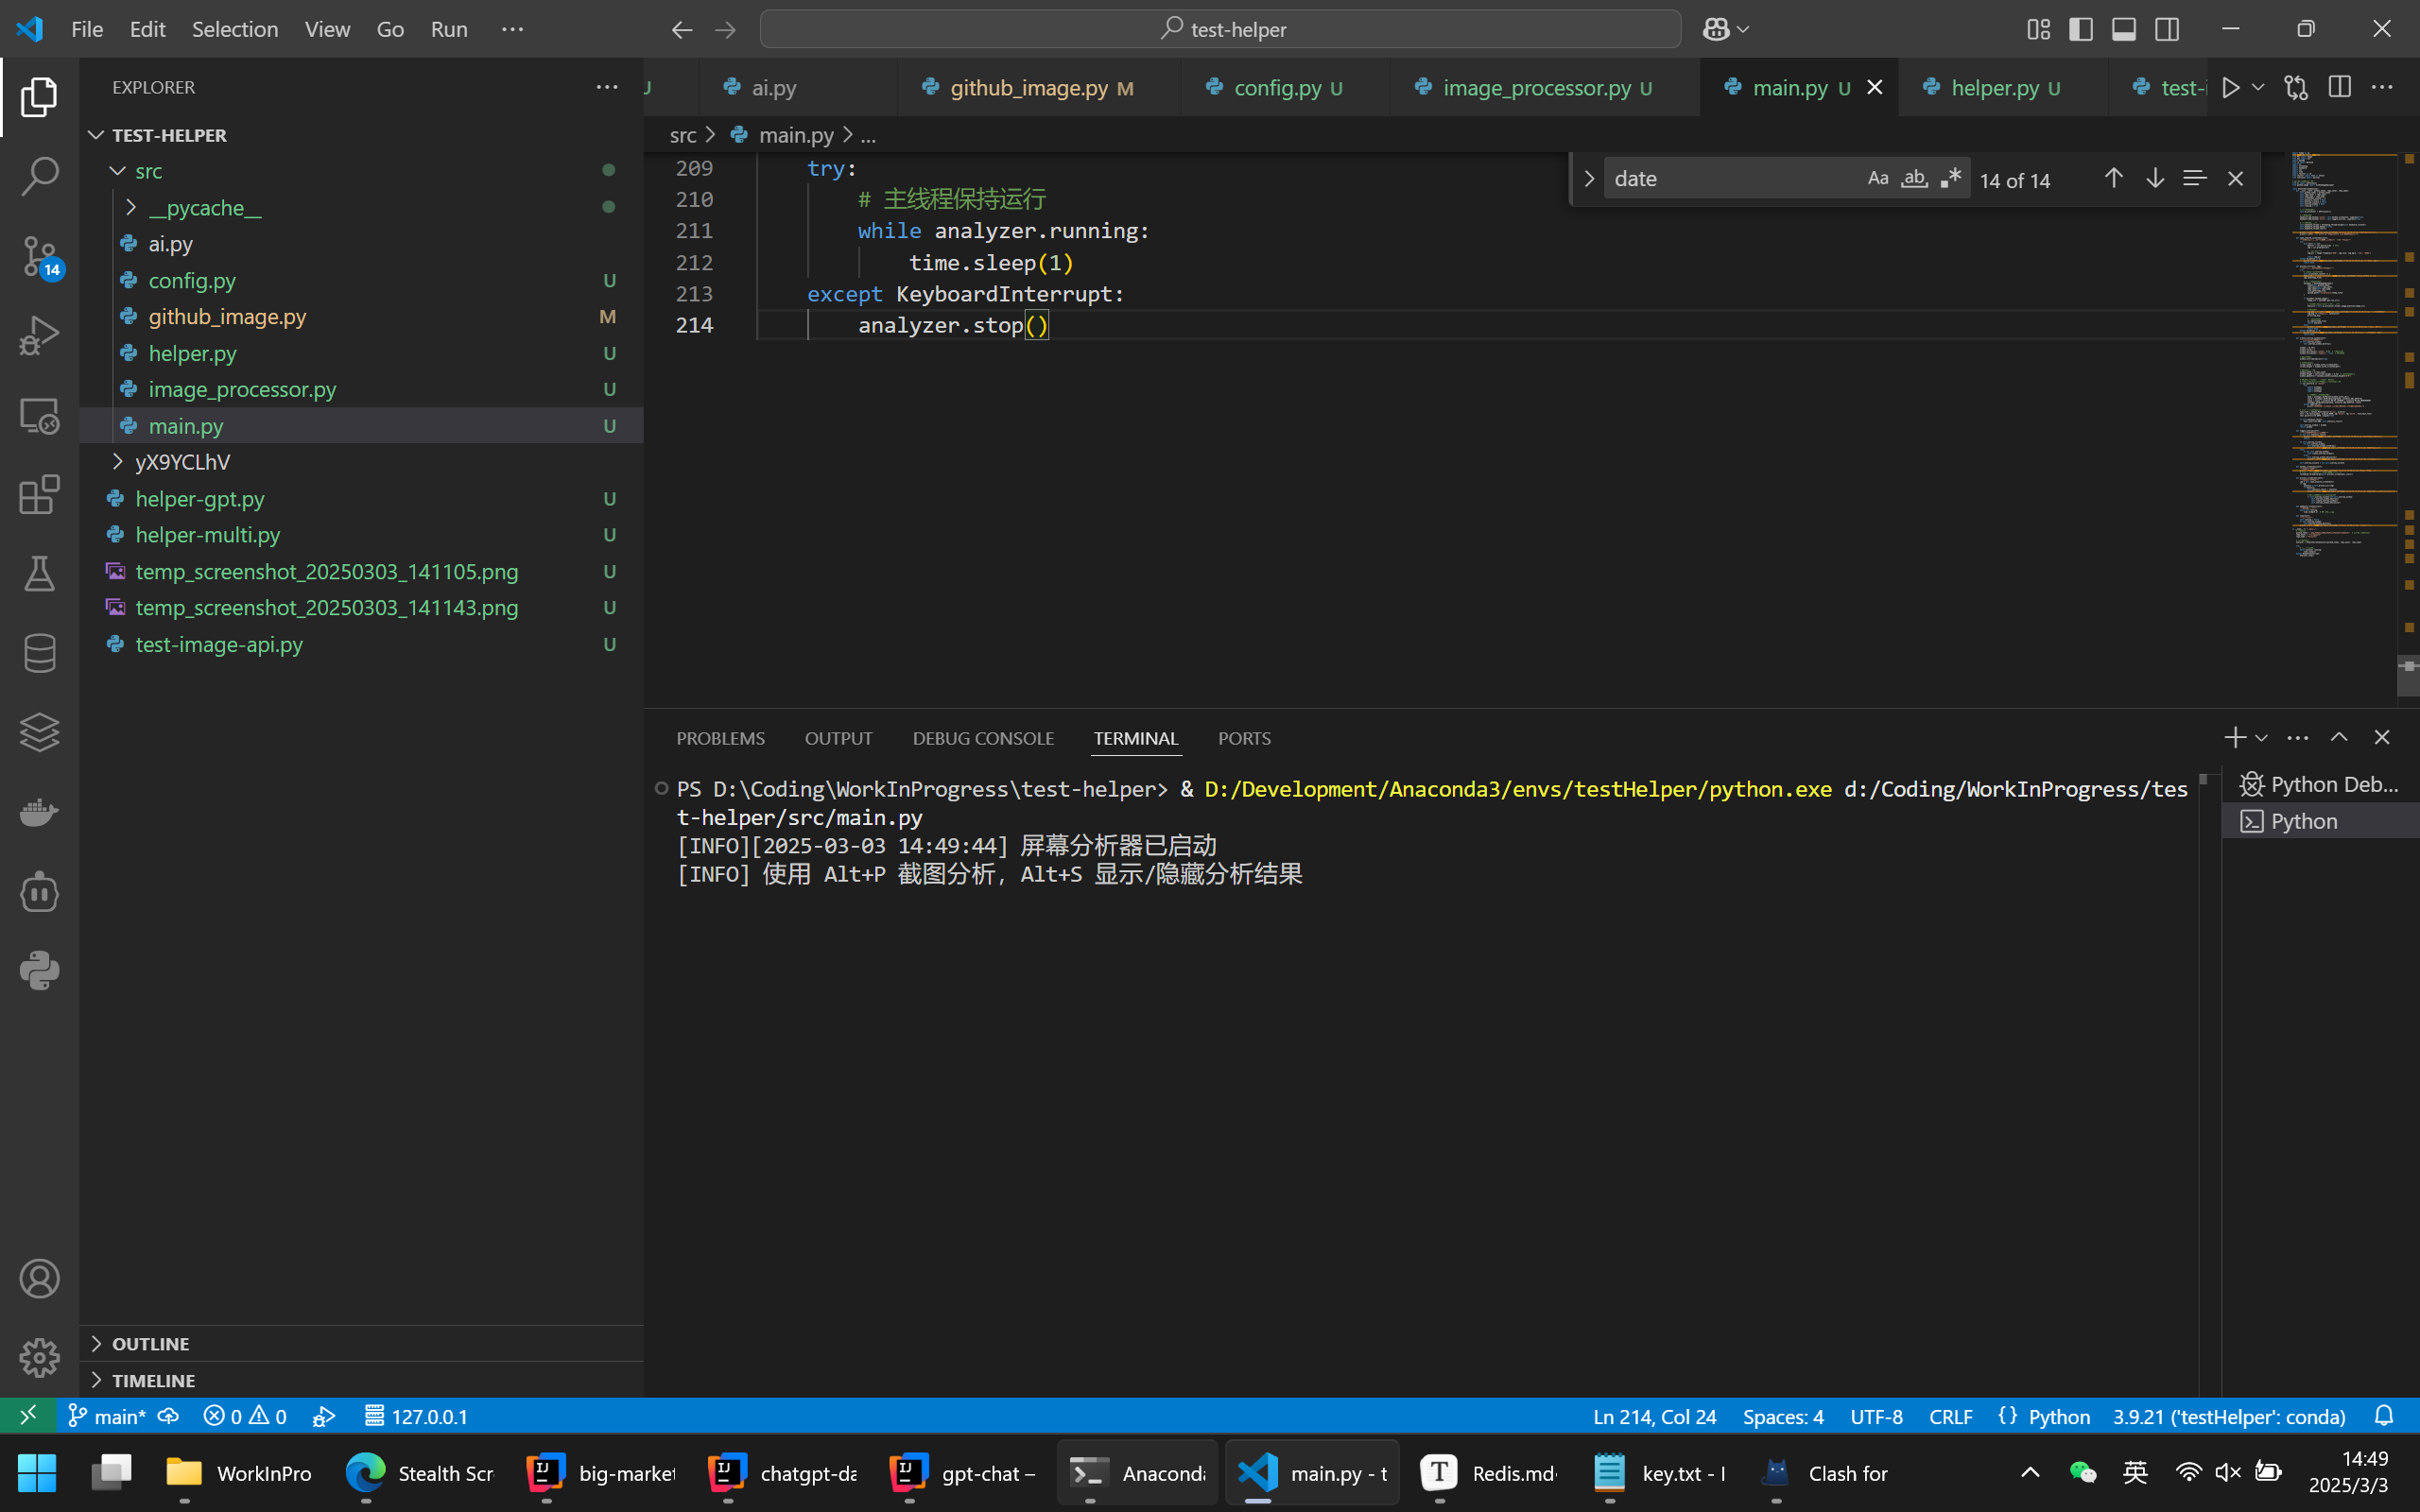 File Edit Selection View Go Run ...
test-helper
EXPLORER
TEST-HELPER
src
__pycache__
ai.py
config.py U
github_image.py M
helper.py U
image_processor.py U
main.py U
yX9YCLhV
helper-gpt.py U
helper-multi.py U
temp_screenshot_20250303_141105.png U
temp_screenshot_20250303_141143.png U
test-image-api.py U
OUTLINE
TIMELINE
14
U ai.py github_image.py M config.py U image_processor.py U main.py U helper.py U test-i
src > main.py > ...
date Aa ab 14 of 14
209 try:
210 # 主线程保持运行
211 while analyzer.running:
212 time.sleep(1)
213 except KeyboardInterrupt:
214 analyzer.stop()
PROBLEMS OUTPUT DEBUG CONSOLE TERMINAL PORTS
PS D:\Coding\WorkInProgress\test-helper> & D:/Development/Anaconda3/envs/testHelper/python.exe d:/Coding/WorkInProgress/tes
t-helper/src/main.py
[INFO][2025-03-03 14:49:44] 屏幕分析器已启动
[INFO] 使用 Alt+P 截图分析, Alt+S 显示/隐藏分析结果
Python Deb...
Python
main* 0 0 127.0.0.1 Ln 214, Col 24 Spaces: 4 UTF-8 CRLF {} Python 3.9.21 ('testHelper': conda)
WorkInPro Stealth Scr big-market chatgpt-da gpt-chat – Anaconda main.py - t Redis.md key.txt - Clash for 英 14:49
2025/3/3